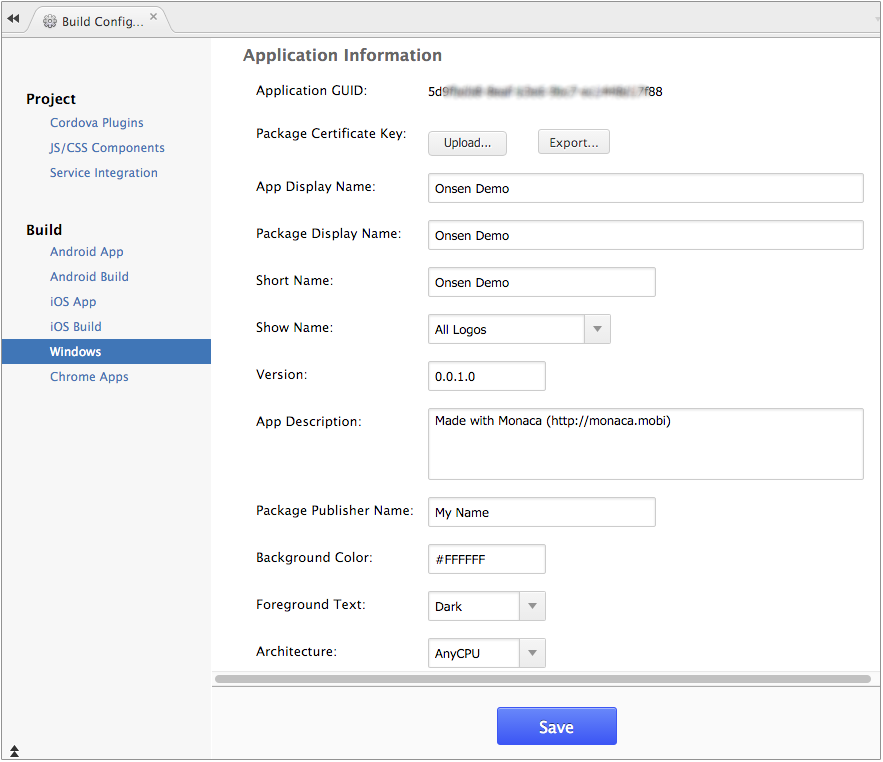 Build Config...
Project
Cordova Plugins
JS/CSS Components
Service Integration
Build
Android App
Android Build
iOS App
iOS Build
Windows
Chrome Apps
Application Information
Application GUID: 5d9 f88
Package Certificate Key: Upload... Export...
App Display Name: Onsen Demo
Package Display Name: Onsen Demo
Short Name: Onsen Demo
Show Name: All Logos
Version: 0.0.1.0
App Description: Made with Monaca (http://monaca.mobi)
Package Publisher Name: My Name
Background Color: #FFFFFF
Foreground Text: Dark
Architecture: AnyCPU
Save